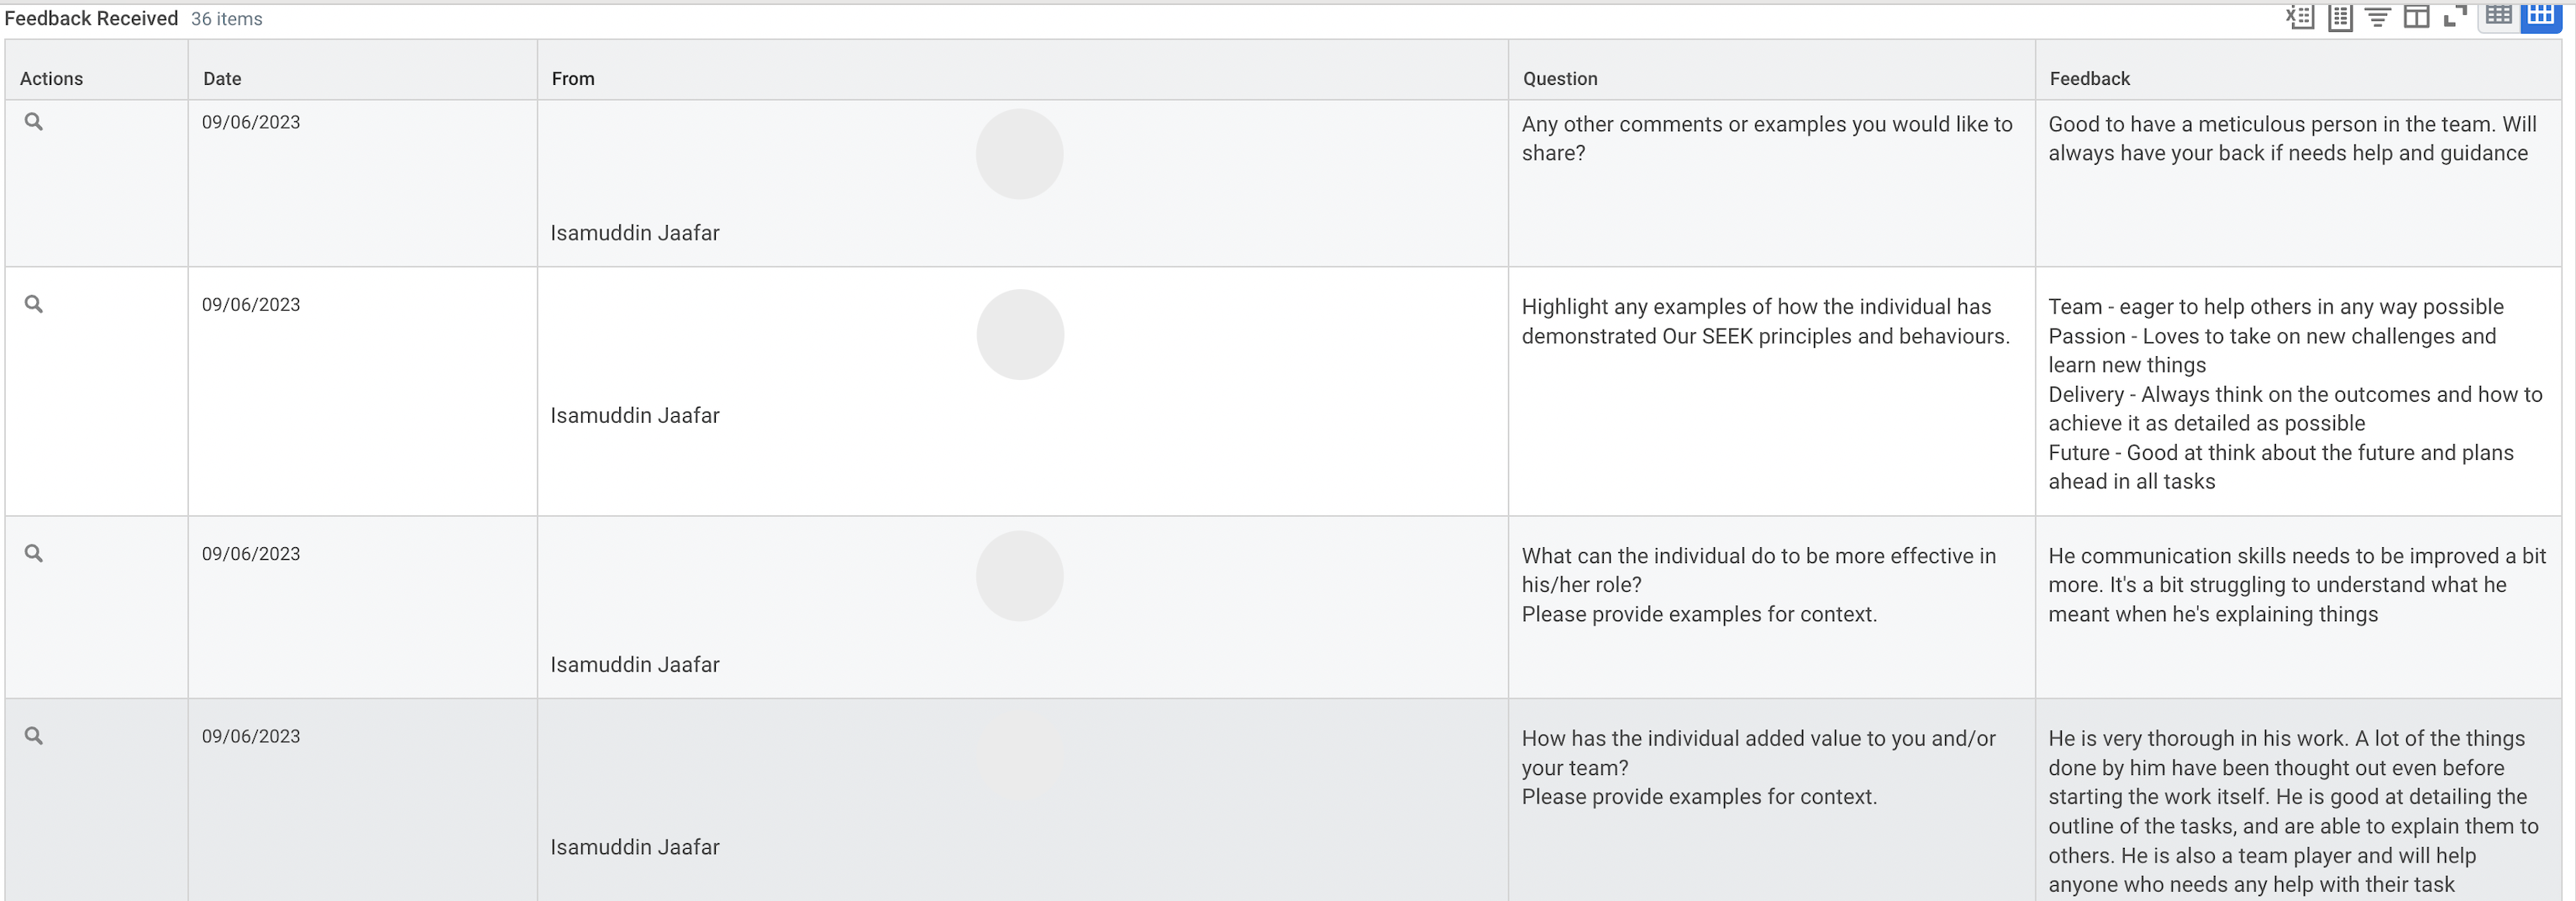 Feedback Received 36 items
Actions Date From Question Feedback
09/06/2023
Isamuddin Jaafar
Any other comments or examples you would like to
share?
Good to have a meticulous person in the team. Will
always have your back if needs help and guidance
09/06/2023
Isamuddin Jaafar
Highlight any examples of how the individual has
demonstrated Our SEEK principles and behaviours.
Team - eager to help others in any way possible
Passion - Loves to take on new challenges and
learn new things
Delivery - Always think on the outcomes and how to
achieve it as detailed as possible
Future - Good at think about the future and plans
ahead in all tasks
09/06/2023
Isamuddin Jaafar
What can the individual do to be more effective in
his/her role?
Please provide examples for context.
He communication skills needs to be improved a bit
more. It's a bit struggling to understand what he
meant when he's explaining things
09/06/2023
Isamuddin Jaafar
How has the individual added value to you and/or
your team?
Please provide examples for context.
He is very thorough in his work. A lot of the things
done by him have been thought out even before
starting the work itself. He is good at detailing the
outline of the tasks, and are able to explain them to
others. He is also a team player and will help
anyone who needs any help with their task